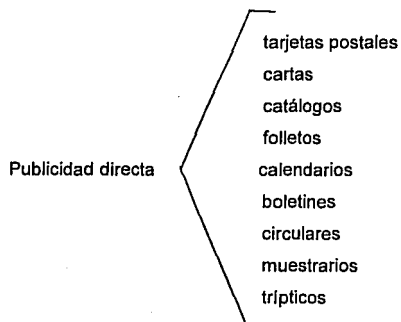 tarjetas postales
cartas
catálogos
folletos
Publicidad directa
calendarios
boletines
circulares
muestrarios
trípticos